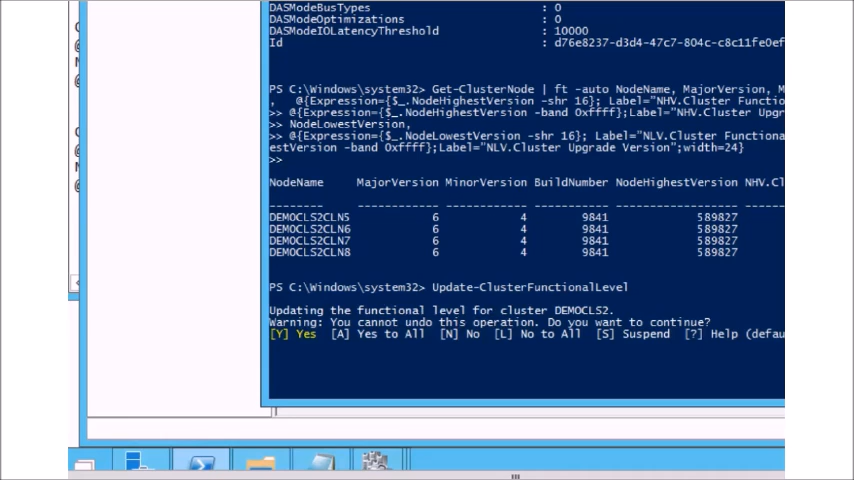 DASModeBusTypes : 0
DASModeOptimizations : 0
DASModeIOLatencyThreshold : 10000
Id : d76e8237-d3d4-47c7-804c-c8c11fe0ef
PS C:\Windows\system32> Get-ClusterNode | ft -auto NodeName, MajorVersion, M
, @{Expression={$_.NodeHighestVersion -shr 16}; Label="NHV.Cluster Functio
>> @{Expression={$_.NodeHighestVersion -band 0xffff};Label="NHV.Cluster Upgr
>> NodeLowestVersion,
>> @{Expression={$_.NodeLowestVersion -shr 16}; Label="NLV.Cluster Functiona
estVersion -band 0xffff};Label="NLV.Cluster Upgrade Version";width=24}
>>
NodeName MajorVersion MinorVersion BuildNumber NodeHighestVersion NHV.Cl
-------- ------------ ------------ ----------- ------------------ ------
DEMOCLS2CLN5 6 4 9841 589827
DEMOCLS2CLN6 6 4 9841 589827
DEMOCLS2CLN7 6 4 9841 589827
DEMOCLS2CLN8 6 4 9841 589827
PS C:\Windows\system32> Update-ClusterFunctionalLevel
Updating the functional level for cluster DEMOCLS2.
Warning: You cannot undo this operation. Do you want to continue?
[Y] Yes [A] Yes to All [N] No [L] No to All [S] Suspend [?] Help (defau